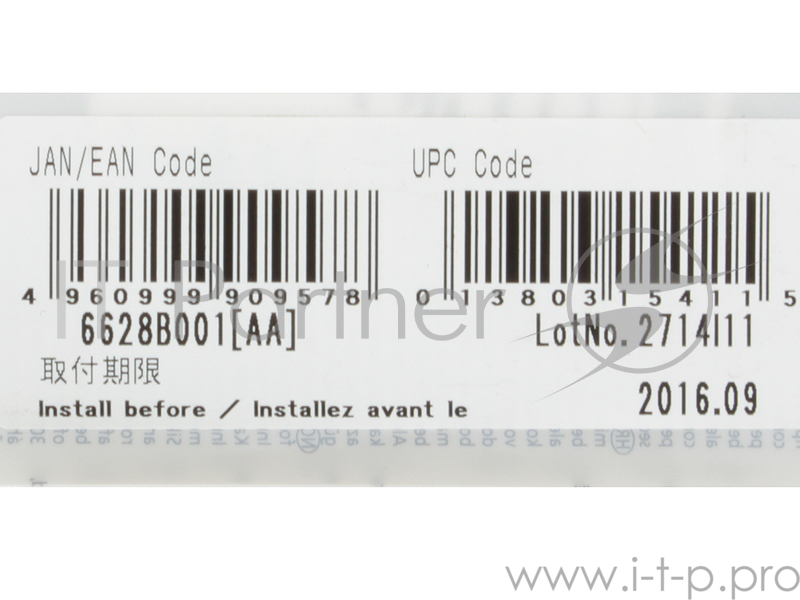 JAN/EAN Code UPC Code
4 960999 909578 0 13803 15411 5
6628B001[AA] LotNo. 2714I11
取付期限
Install before / Installez avant le 2016.09
IT Partner
www.i-t-p.pro